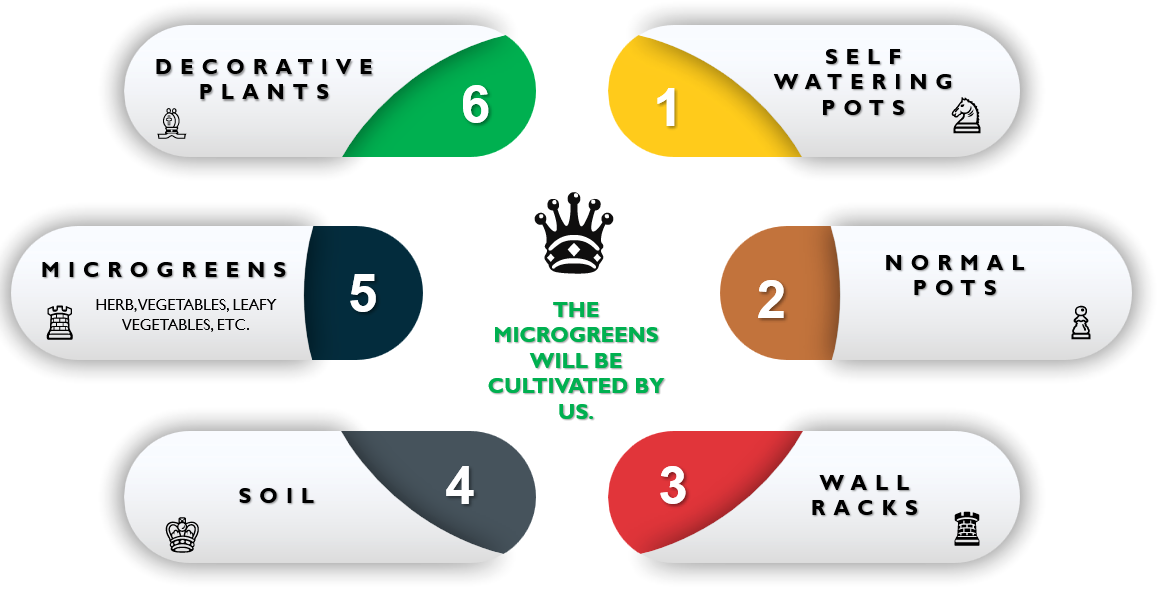 DECORATIVE
PLANTS
6
1
SELF
WATERING
POTS
MICROGREENS
HERB,VEGETABLES, LEAFY
VEGETABLES, ETC.
5
THE
MICROGREENS
WILL BE
CULTIVATED BY
US.
2
NORMAL
POTS
SOIL
4
3
WALL
RACKS